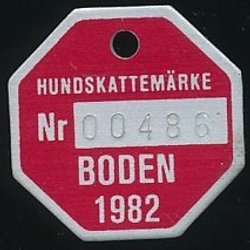 HUNDSKATTEMÄRKE
Nr 00486
BODEN
1982